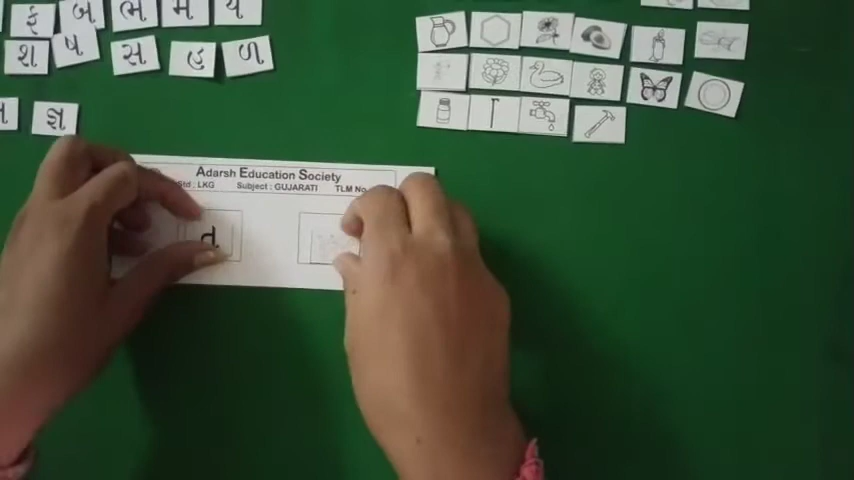 ફ બ ભ મ ય
શ ષ સ હ ળ
જ્ઞ
Adarsh Education Society
Std : LKG Subject : GUJARATI TLM No
ત